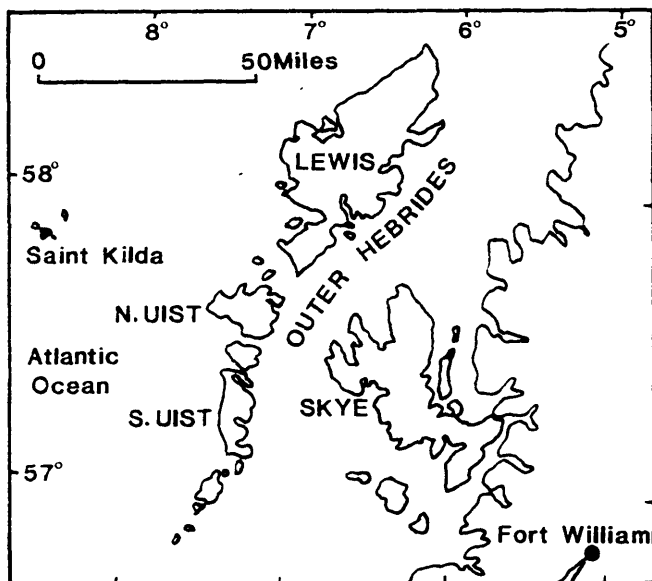 8° 7° 6° 5°
0 50Miles
58°
LEWIS
OUTER HEBRIDES
Saint Kilda
N. UIST
Atlantic
Ocean
SKYE
S. UIST
57°
Fort William